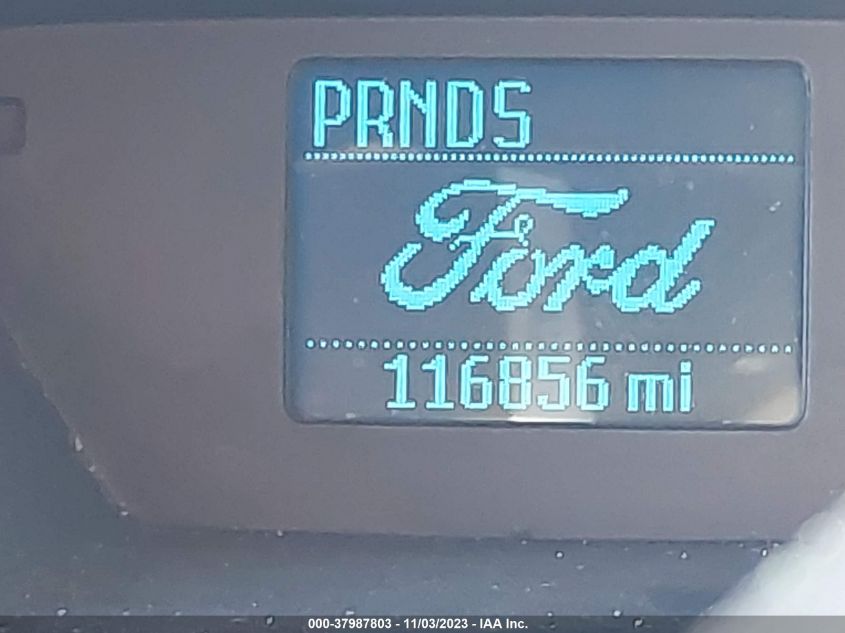 PRNDS
Ford
116856 mi
000-37987803 - 11/03/2023 - IAA Inc.